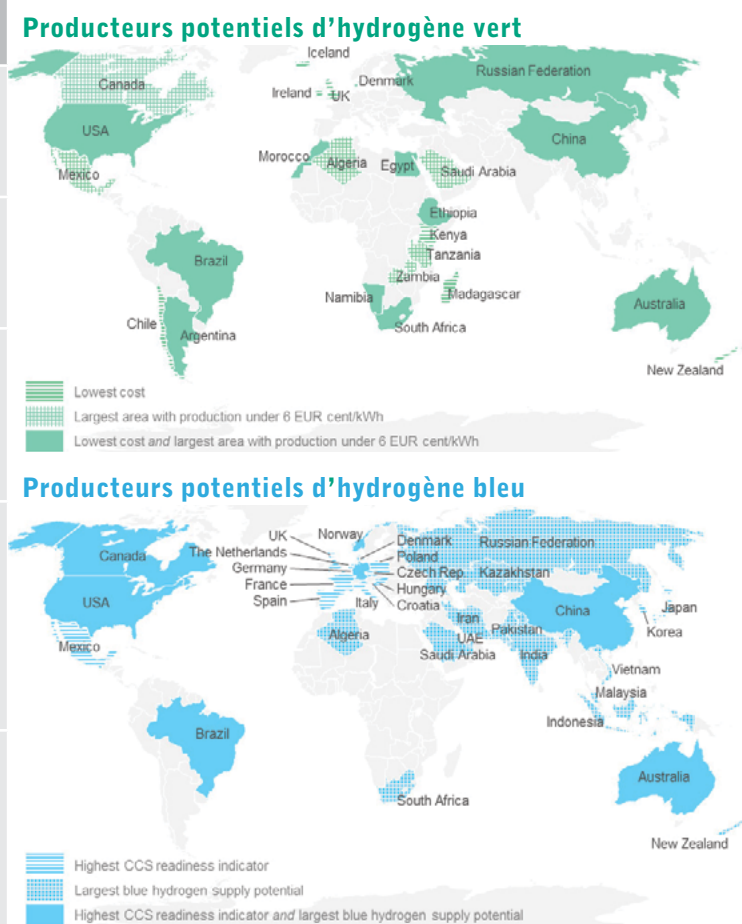 Producteurs potentiels d'hydrogène vert
Iceland
Canada
Denmark
Russian Federation
Ireland
UK
USA
China
Morocco
Algeria
Egypt
Saudi Arabia
Mexico
Ethiopia
Kenya
Tanzania
Brazil
Zambia
Namibia
Madagascar
Australia
Chile
Argentina
South Africa
New Zealand
Lowest cost
Largest area with production under 6 EUR cent/kWh
Lowest cost and largest area with production under 6 EUR cent/kWh
Producteurs potentiels d'hydrogène bleu
UK
Norway
Denmark
Russian Federation
Canada
The Netherlands
Poland
Germany
Czech Rep.
Kazakhstan
France
Hungary
USA
Spain
Italy
Croatia
China
Japan
Iran
Mexico
Algeria
UAE
Pakistan
Korea
Saudi Arabia
India
Vietnam
Malaysia
Indonesia
Brazil
Australia
South Africa
New Zealand
Highest CCS readiness indicator
Largest blue hydrogen supply potential
Highest CCS readiness indicator and largest blue hydrogen supply potential